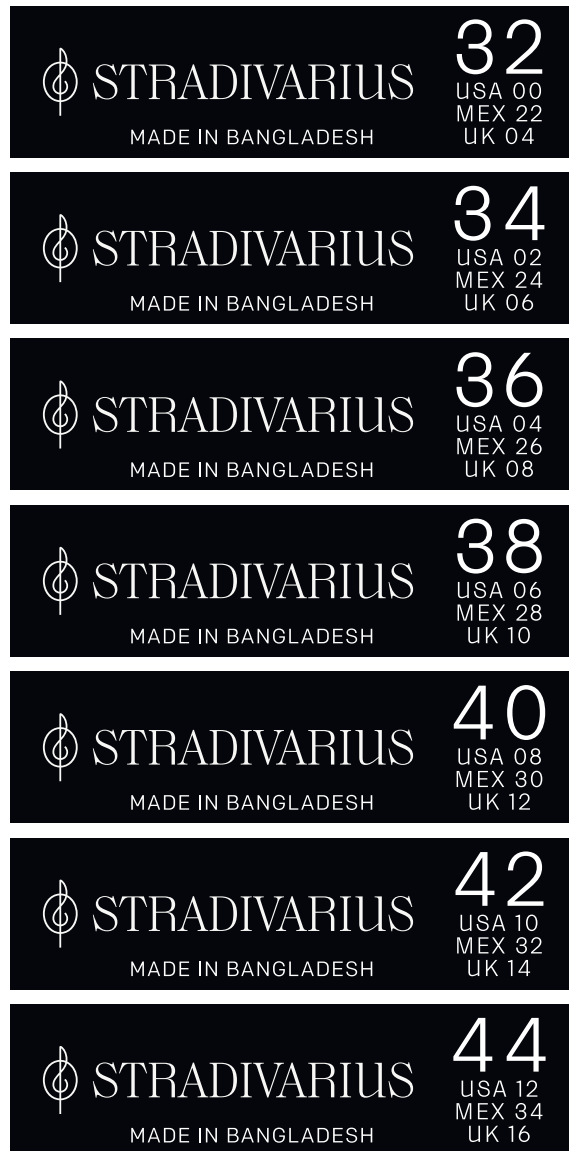 STRADIVARIUS
MADE IN BANGLADESH
32
USA 00
MEX 22
UK 04
STRADIVARIUS
MADE IN BANGLADESH
34
USA 02
MEX 24
UK 06
STRADIVARIUS
MADE IN BANGLADESH
36
USA 04
MEX 26
UK 08
STRADIVARIUS
MADE IN BANGLADESH
38
USA 06
MEX 28
UK 10
STRADIVARIUS
MADE IN BANGLADESH
40
USA 08
MEX 30
UK 12
STRADIVARIUS
MADE IN BANGLADESH
42
USA 10
MEX 32
UK 14
STRADIVARIUS
MADE IN BANGLADESH
44
USA 12
MEX 34
UK 16